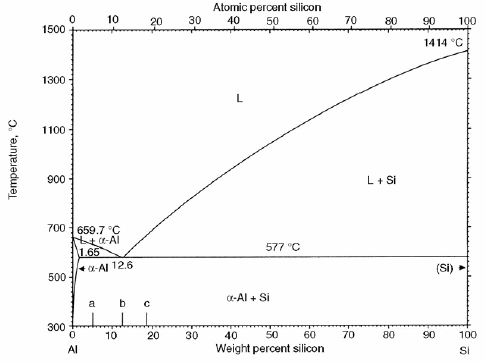 Atomic percent silicon
0 10 20 30 40 50 60 70 80 90 100
1500
1414 °C
1300
L
1100
Temperature, °C
900
L + Si
700
659.7 °C
L + α-Al
577 °C
1.65
12.6
α-Al
(Si)
500
α-Al + Si
a b c
300
0 10 20 30 40 50 60 70 80 90 100
Al Weight percent silicon Si